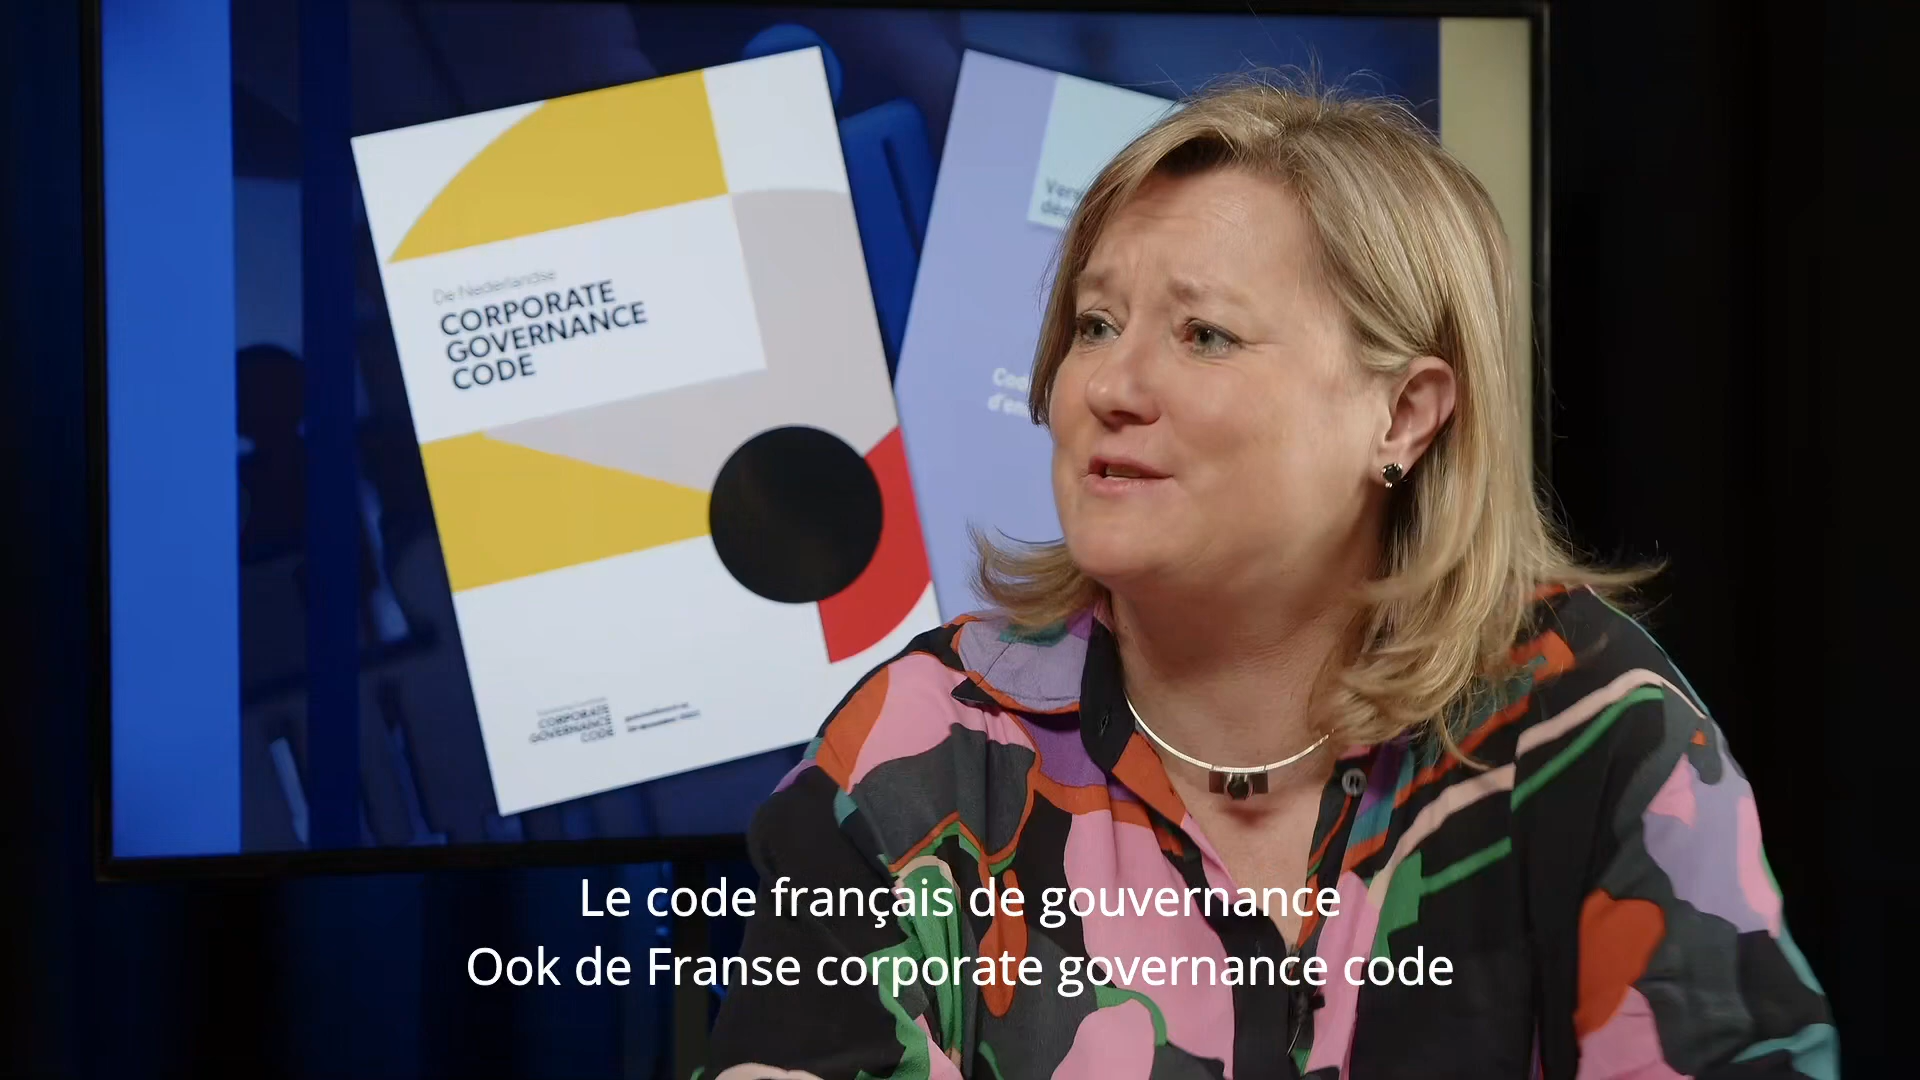 De Nederlandse
CORPORATE
GOVERNANCE
CODE
CORPORATE
GOVERNANCE
CODE
Le code français de gouvernance
Ook de Franse corporate governance code